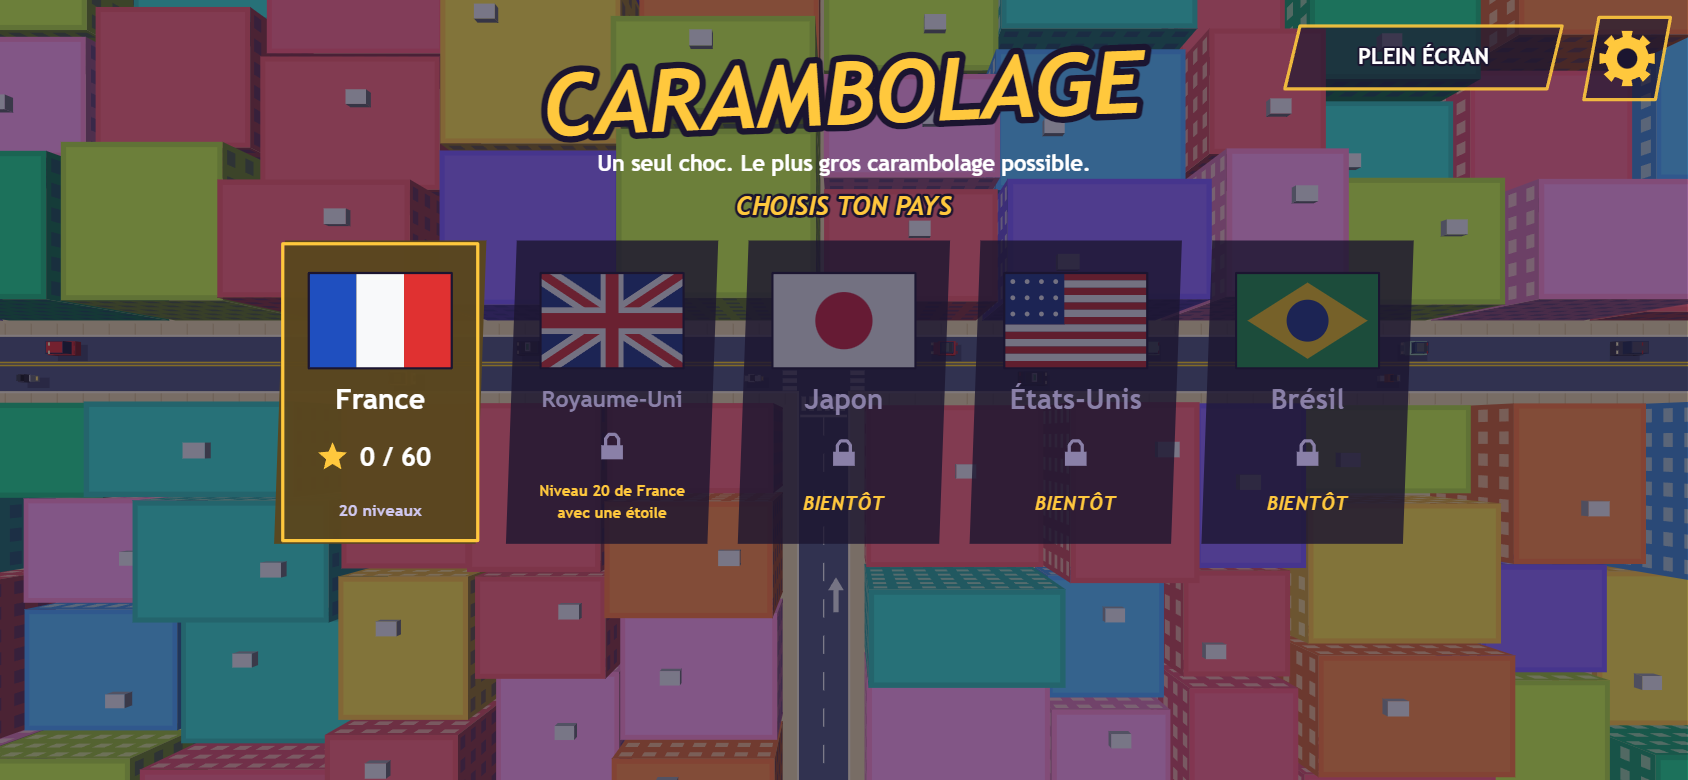 CARAMBOLAGE
PLEIN ÉCRAN
Un seul choc. Le plus gros carambolage possible.
CHOISIS TON PAYS
France
0 / 60
20 niveaux
Royaume-Uni
Niveau 20 de France
avec une étoile
Japon
BIENTÔT
États-Unis
BIENTÔT
Brésil
BIENTÔT